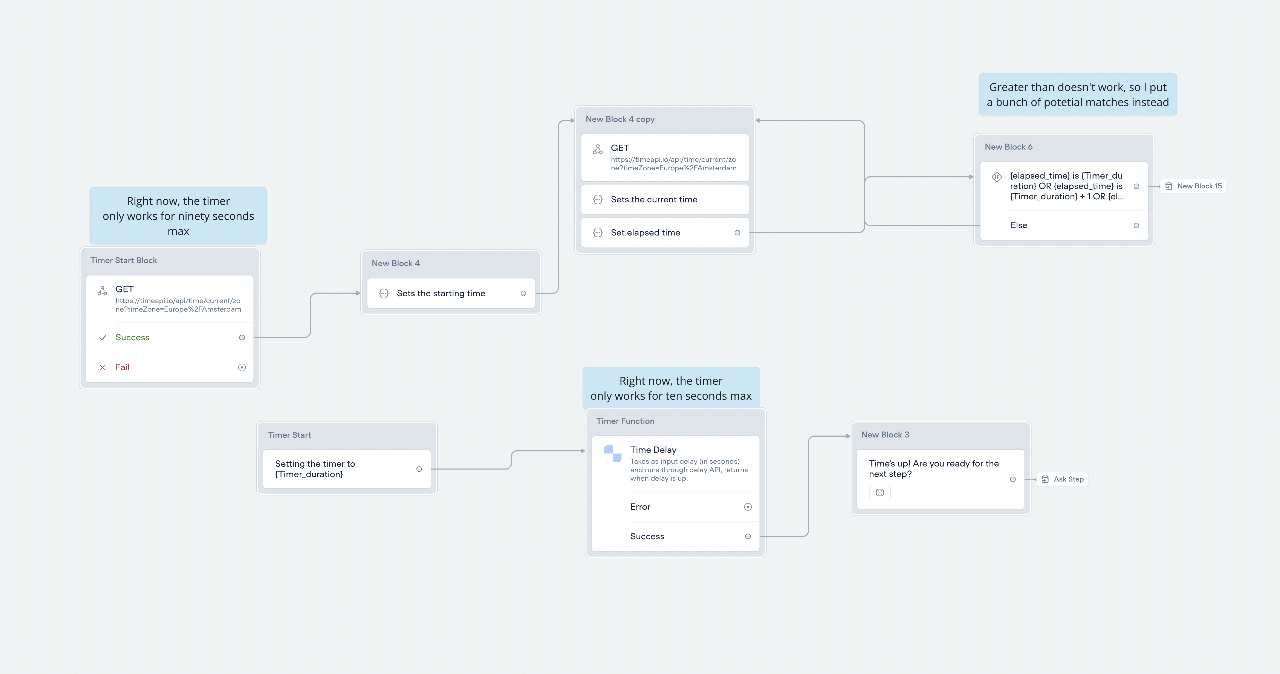 Greater than doesn't work, so I put
a bunch of potetial matches instead
New Block 4 copy
GET
https://timeapi.io/api/time/current/zo
ne?timeZone=Europe%2FAmsterdam
Sets the current time
Set elapsed time
New Block 6
{elapsed_time} is {Timer_du
ration} OR {elapsed_time} is
{Timer_duration} + 1 OR {el...
Else
New Block 15
Right now, the timer
only works for ninety seconds
max
Timer Start Block
GET
https://timeapi.io/api/time/current/zo
ne?timeZone=Europe%2FAmsterdam
Success
Fail
New Block 4
Sets the starting time
Right now, the timer
only works for ten seconds max
Timer Start
Setting the timer to
{Timer_duration}
Timer Function
Time Delay
Takes as input delay (in seconds)
and runs through delay API, returns
when delay is up.
Error
Success
New Block 3
Time's up! Are you ready for the
next step?
Ask Step